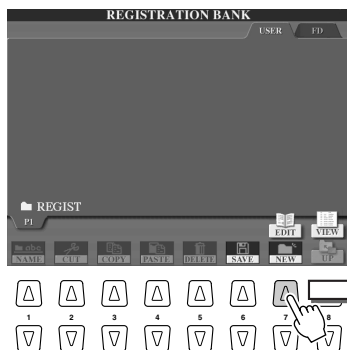 REGISTRATION BANK
USER FD
REGIST
P1
EDIT VIEW
abc
NAME CUT COPY PASTE DELETE SAVE NEW UP
1 2 3 4 5 6 7 8